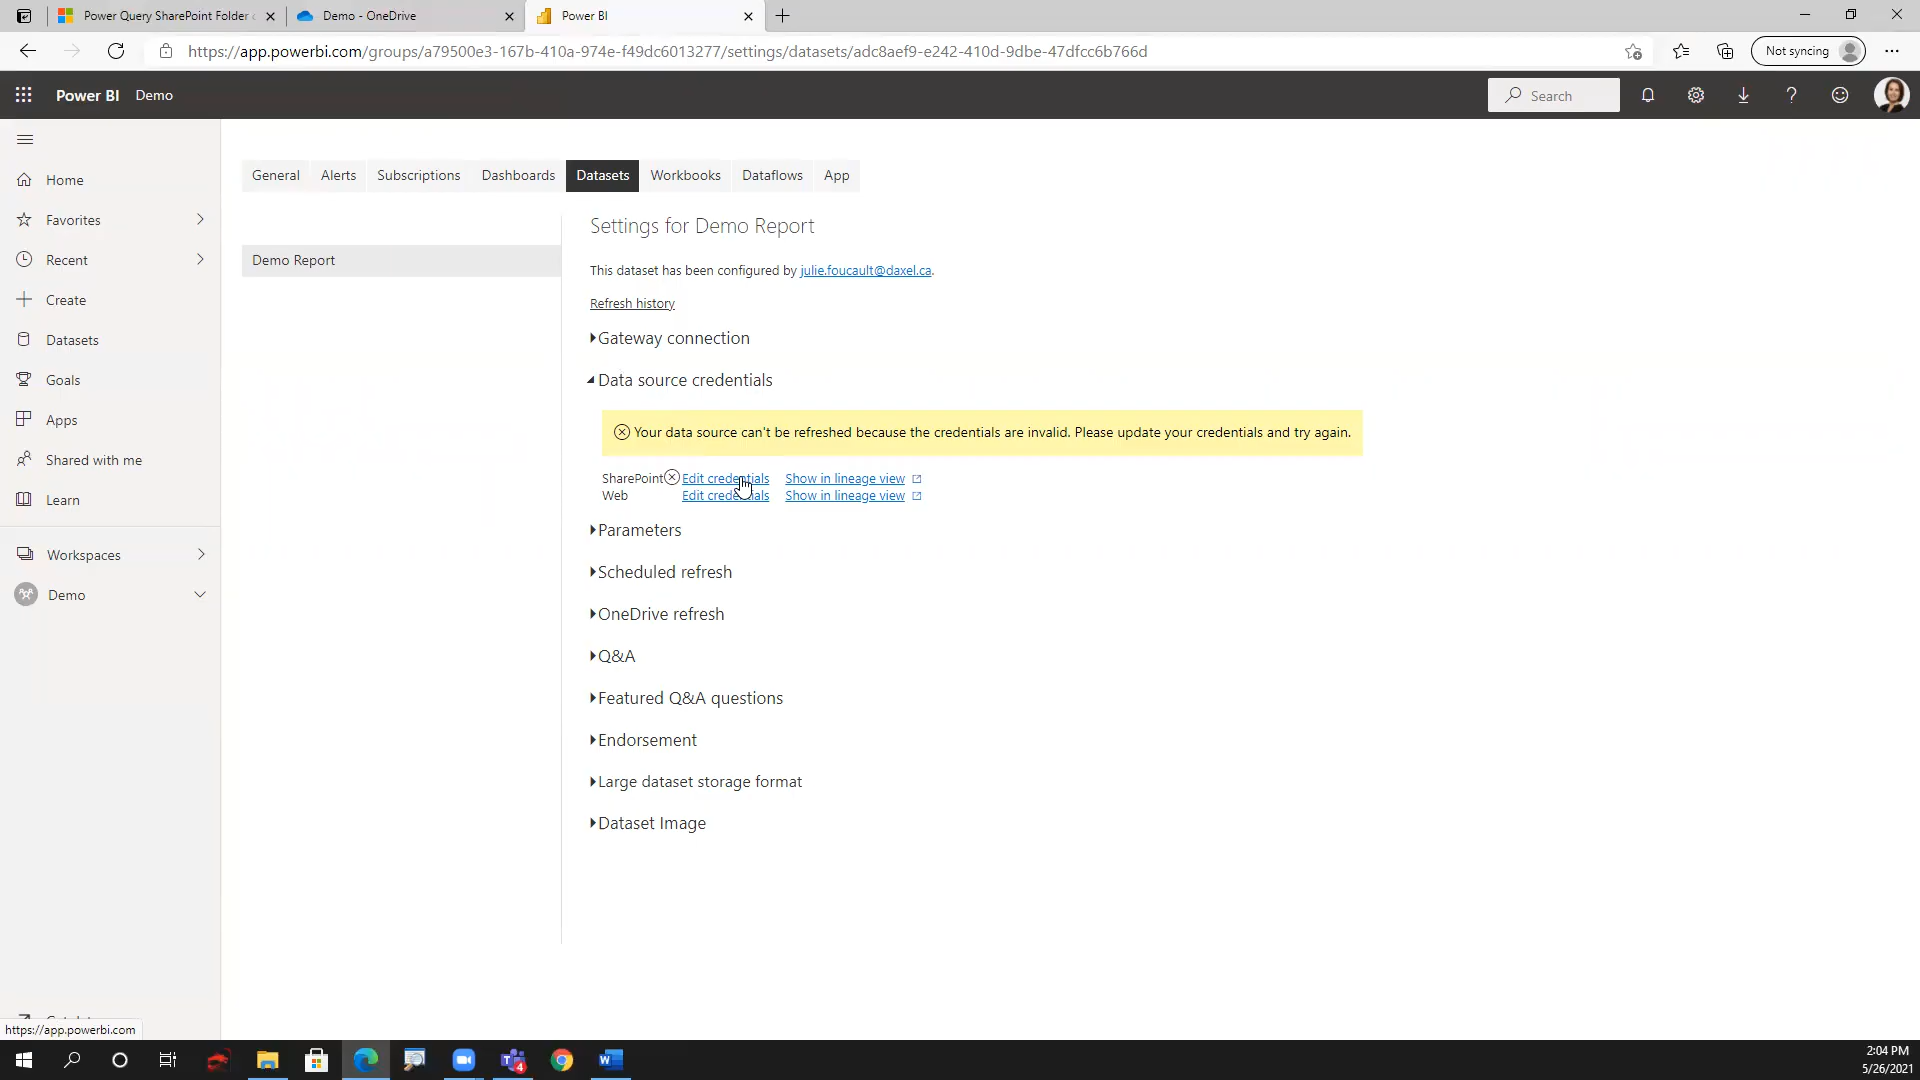 Power Query SharePoint Folder
Demo - OneDrive
Power BI
https://app.powerbi.com/groups/a79500e3-167b-410a-974e-f49dc6013277/settings/datasets/adc8aef9-e242-410d-9dbe-47dfcc6b766d
Not syncing
Power BI Demo
Search
Home
Favorites
Recent
Create
Datasets
Goals
Apps
Shared with me
Learn
Workspaces
Demo
https://app.powerbi.com
General Alerts Subscriptions Dashboards Datasets Workbooks Dataflows App
Demo Report
Settings for Demo Report
This dataset has been configured by julie.foucault@daxel.ca.
Refresh history
Gateway connection
Data source credentials
Your data source can't be refreshed because the credentials are invalid. Please update your credentials and try again.
SharePoint Edit credentials Show in lineage view
Web Edit credentials Show in lineage view
Parameters
Scheduled refresh
OneDrive refresh
Q&A
Featured Q&A questions
Endorsement
Large dataset storage format
Dataset Image
4
2:04 PM
5/26/2021